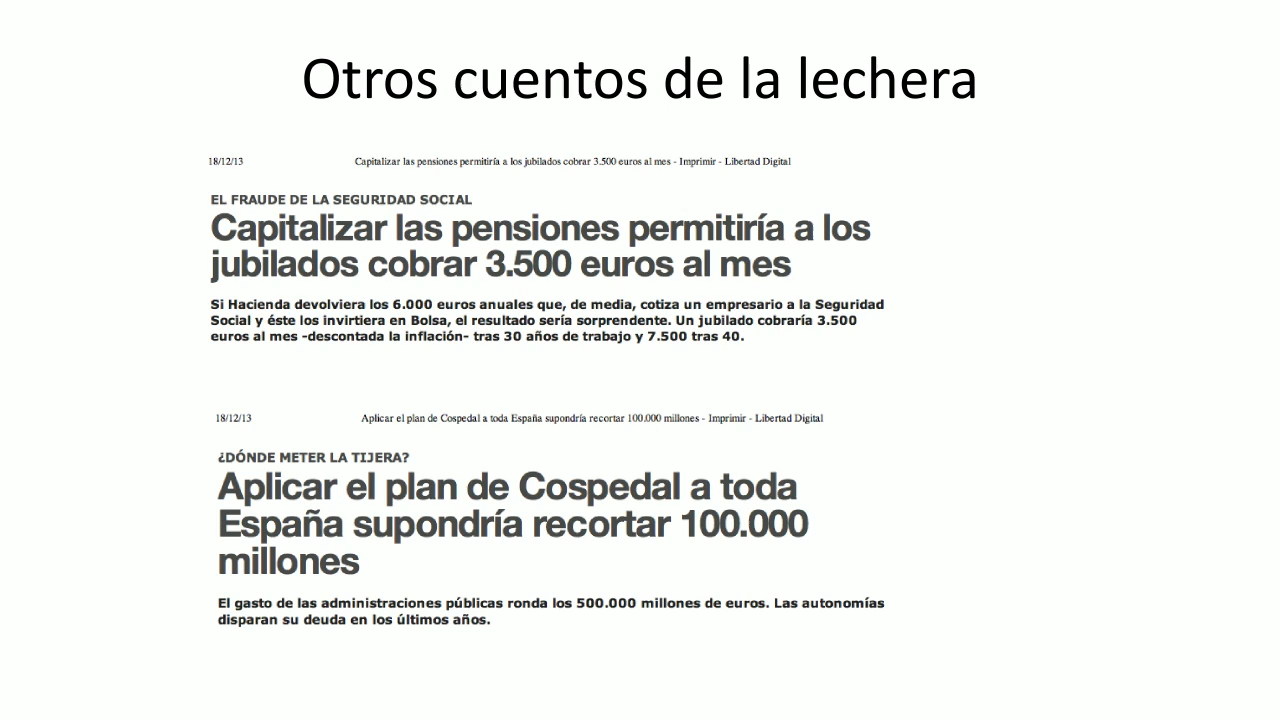 Otros cuentos de la lechera
18/12/13 Capitalizar las pensiones permitiría a los jubilados cobrar 3.500 euros al mes - Imprimir - Libertad Digital
EL FRAUDE DE LA SEGURIDAD SOCIAL
Capitalizar las pensiones permitiría a los
jubilados cobrar 3.500 euros al mes
Si Hacienda devolviera los 6.000 euros anuales que, de media, cotiza un empresario a la Seguridad
Social y éste los invirtiera en Bolsa, el resultado sería sorprendente. Un jubilado cobraría 3.500
euros al mes -descontada la inflación- tras 30 años de trabajo y 7.500 tras 40.
18/12/13 Aplicar el plan de Cospedal a toda España supondría recortar 100.000 millones - Imprimir - Libertad Digital
¿DÓNDE METER LA TIJERA?
Aplicar el plan de Cospedal a toda
España supondría recortar 100.000
millones
El gasto de las administraciones públicas ronda los 500.000 millones de euros. Las autonomías
disparan su deuda en los últimos años.